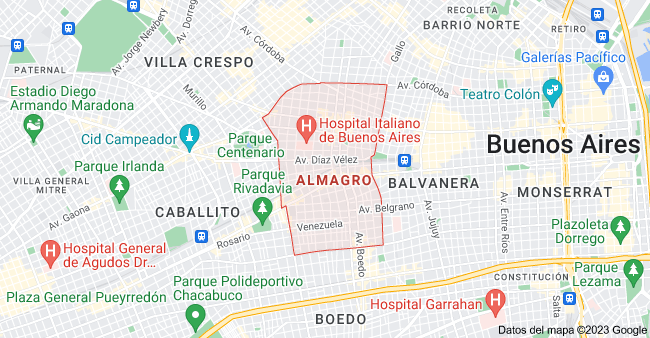 RECOLETA
BARRIO NORTE
RETIRO
Av. Dorrego
Av. Jorge Newbery
Av. Córdoba
Gallo
PATERNAL
VILLA CRESPO
Galerías Pacífico
Av. Córdoba
Estadio Diego
Armando Maradona
Murillo
Teatro Colón
Hospital Italiano
de Buenos Aires
Cid Campeador
Parque
Centenario
Buenos Aires
Av. Díaz Vélez
Parque Irlanda
VILLA GENERAL
MITRE
Parque
Rivadavia
ALMAGRO
BALVANERA
MONSERRAT
Av. Gaona
CABALLITO
Av. Belgrano
Av. Jujuy
Av. Entre Ríos
Plazoleta
Dorrego
Venezuela
Rosario
Av. Boedo
Hospital General
de Agudos Dr...
CONSTITUCIÓN
Parque
Lezama
Parque Polideportivo
Chacabuco
Plaza General Pueyrredón
Hospital Garrahan
Salta
BOEDO
Datos del mapa ©2023 Google